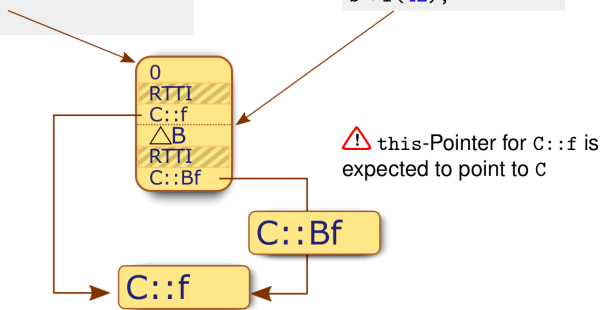 0
RTTI
C::f
△B
RTTI
C::Bf
⚠ this-Pointer for C::f is
expected to point to C
C::Bf
C::f